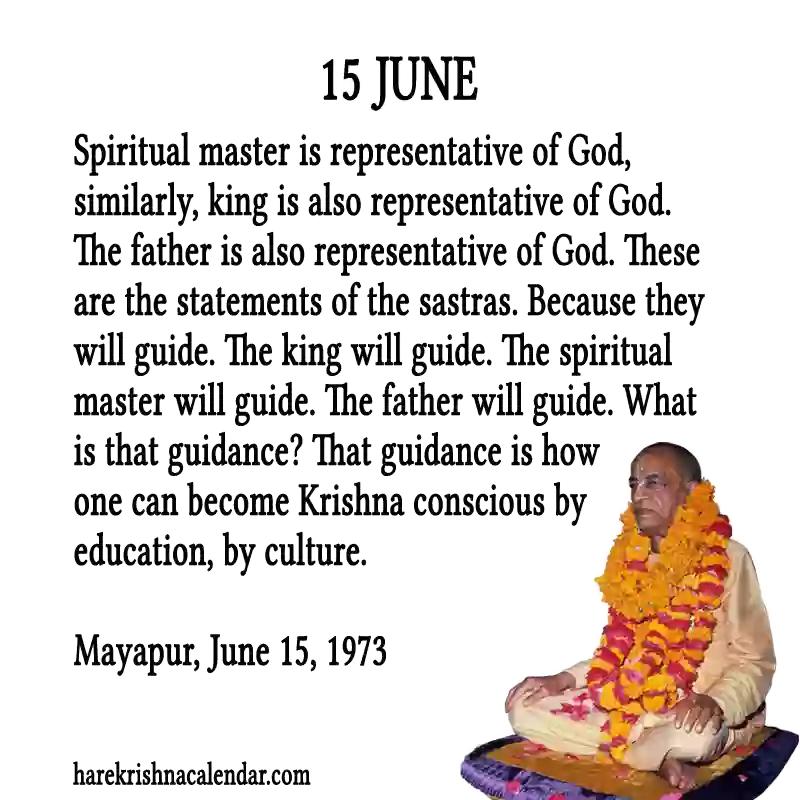 15 JUNE
Spiritual master is representative of God,
similarly, king is also representative of God.
The father is also representative of God. These
are the statements of the sastras. Because they
will guide. The king will guide. The spiritual
master will guide. The father will guide. What
is that guidance? That guidance is how
one can become Krishna conscious by
education, by culture.
Mayapur, June 15, 1973
harekrishnacalendar.com